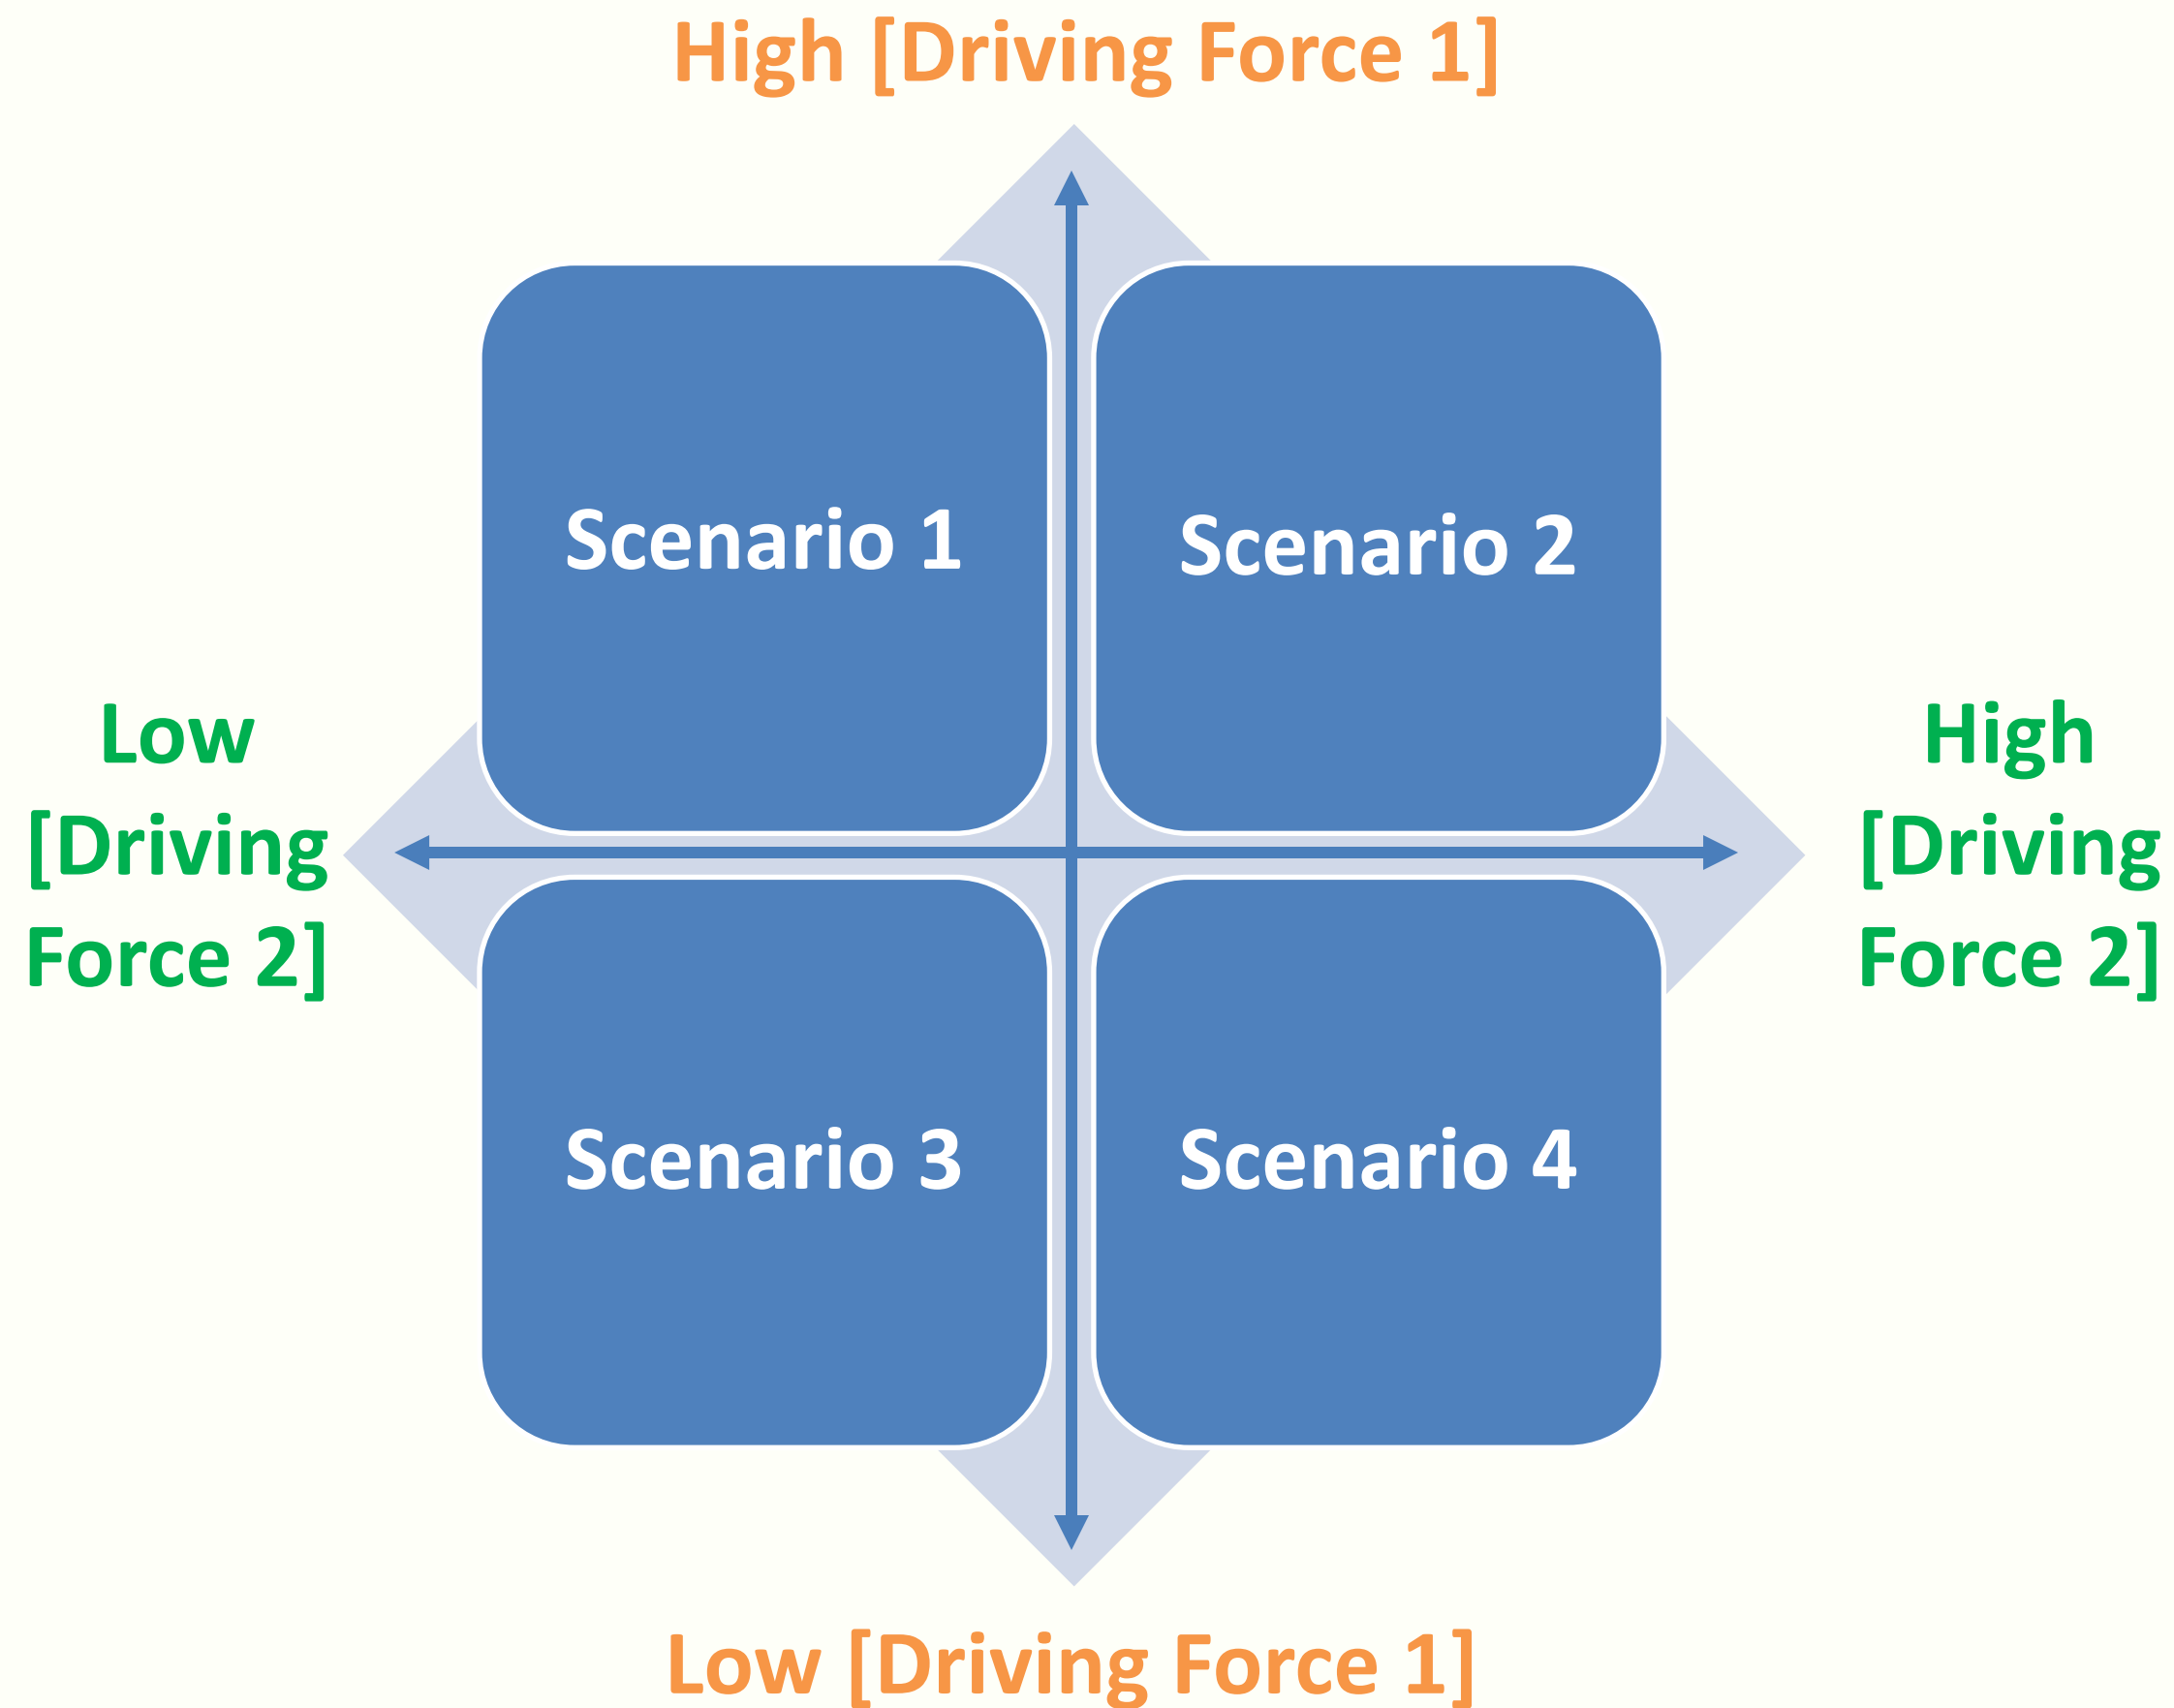 High [Driving Force 1]
Scenario 1
Scenario 2
Low
[Driving
Force 2]
High
[Driving
Force 2]
Scenario 3
Scenario 4
Low [Driving Force 1]